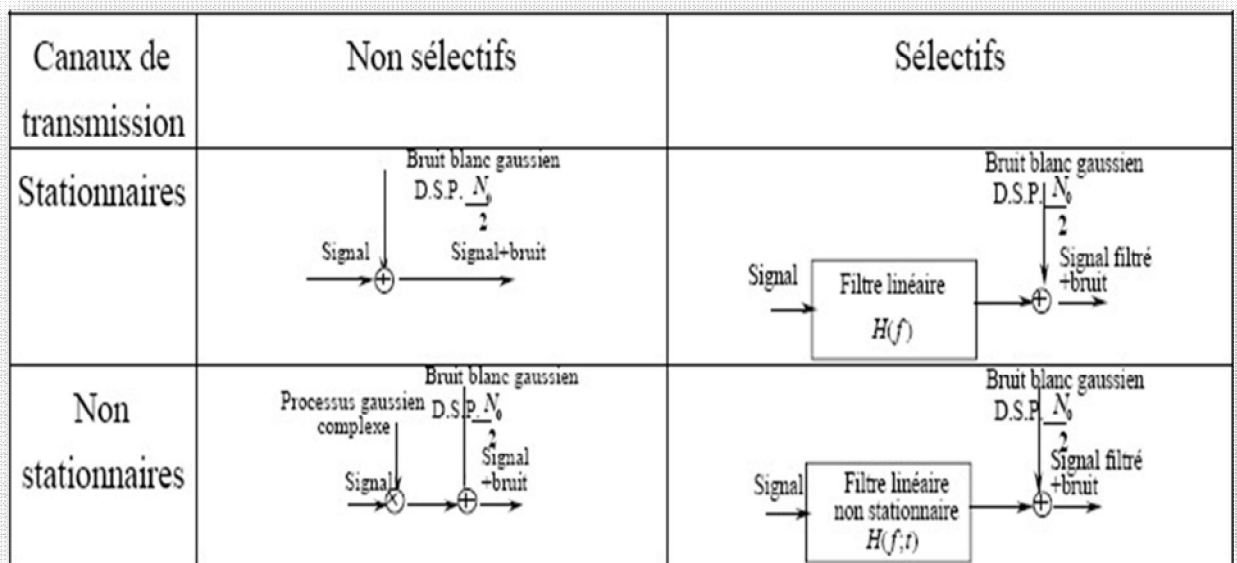 Canaux de
transmission
Non sélectifs
Sélectifs
Stationnaires
Bruit blanc gaussien
D.S.P. N0
2
Signal
Signal+bruit
+
Bruit blanc gaussien
D.S.P. N0
2
Signal
Filtre linéaire
H(f)
+
Signal filtré
+bruit
Non
stationnaires
Processus gaussien
complexe
Bruit blanc gaussien
D.S.P. N0
2
Signal
×
+
Signal
+bruit
Bruit blanc gaussien
D.S.P. N0
2
Signal
Filtre linéaire
non stationnaire
H(f;t)
+
Signal filtré
+bruit